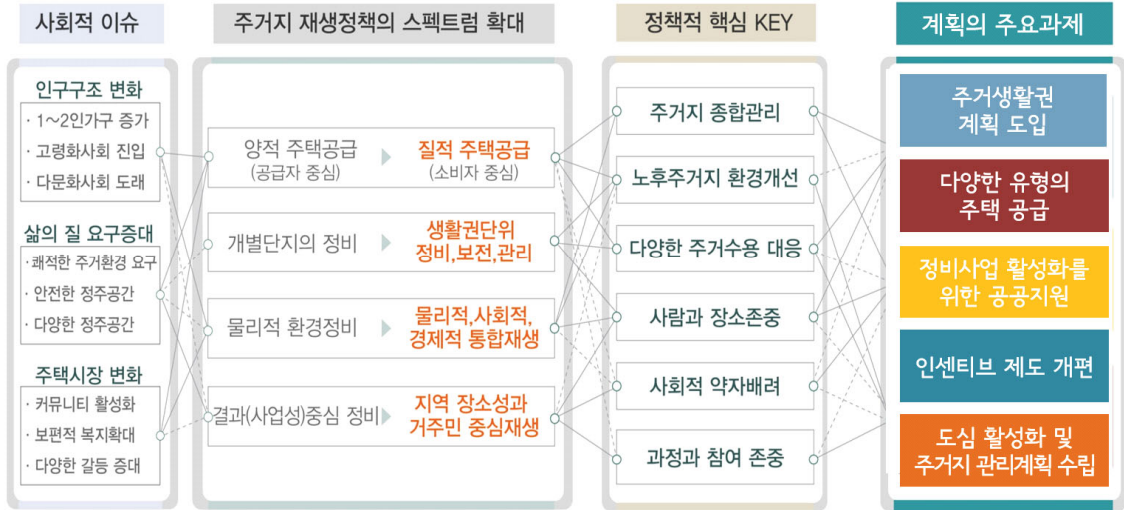 사회적 이슈
주거지 재생정책의 스펙트럼 확대
정책적 핵심 KEY
계획의 주요과제
인구구조 변화
· 1~2인가구 증가
· 고령화사회 진입
· 다문화사회 도래
삶의 질 요구증대
· 쾌적한 주거환경 요구
· 안전한 정주공간
· 다양한 정주공간
주택시장 변화
· 커뮤니티 활성화
· 보편적 복지확대
· 다양한 갈등 증대
양적 주택공급
(공급자 중심)
질적 주택공급
(소비자 중심)
개별단지의 정비
생활권단위
정비,보전,관리
물리적 환경정비
물리적,사회적,
경제적 통합재생
결과(사업성)중심 정비
지역 장소성과
거주민 중심재생
주거지 종합관리
노후주거지 환경개선
다양한 주거수용 대응
사람과 장소존중
사회적 약자배려
과정과 참여 존중
주거생활권
계획 도입
다양한 유형의
주택 공급
정비사업 활성화를
위한 공공지원
인센티브 제도 개편
도심 활성화 및
주거지 관리계획 수립